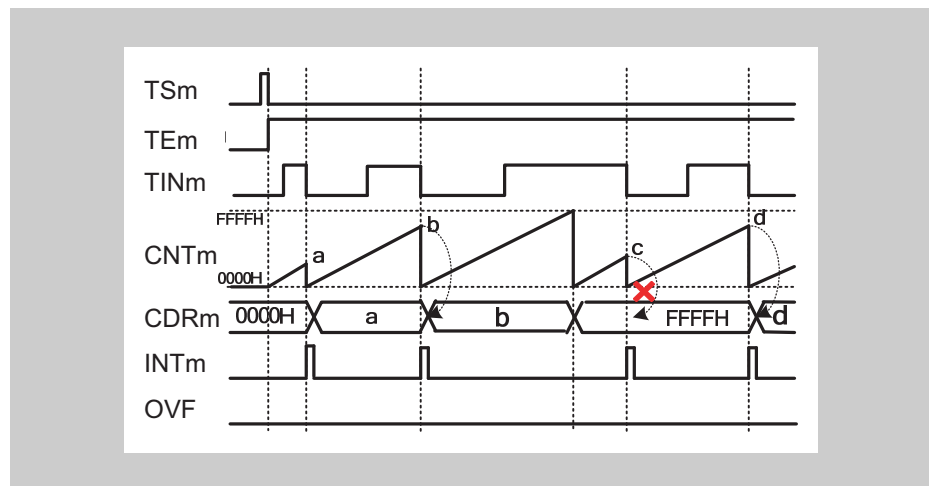 TSm
TEm
TINm
FFFFH
CNTm
0000H
a
b
c
d
CDRm 0000H a b FFFFH d
INTm
OVF